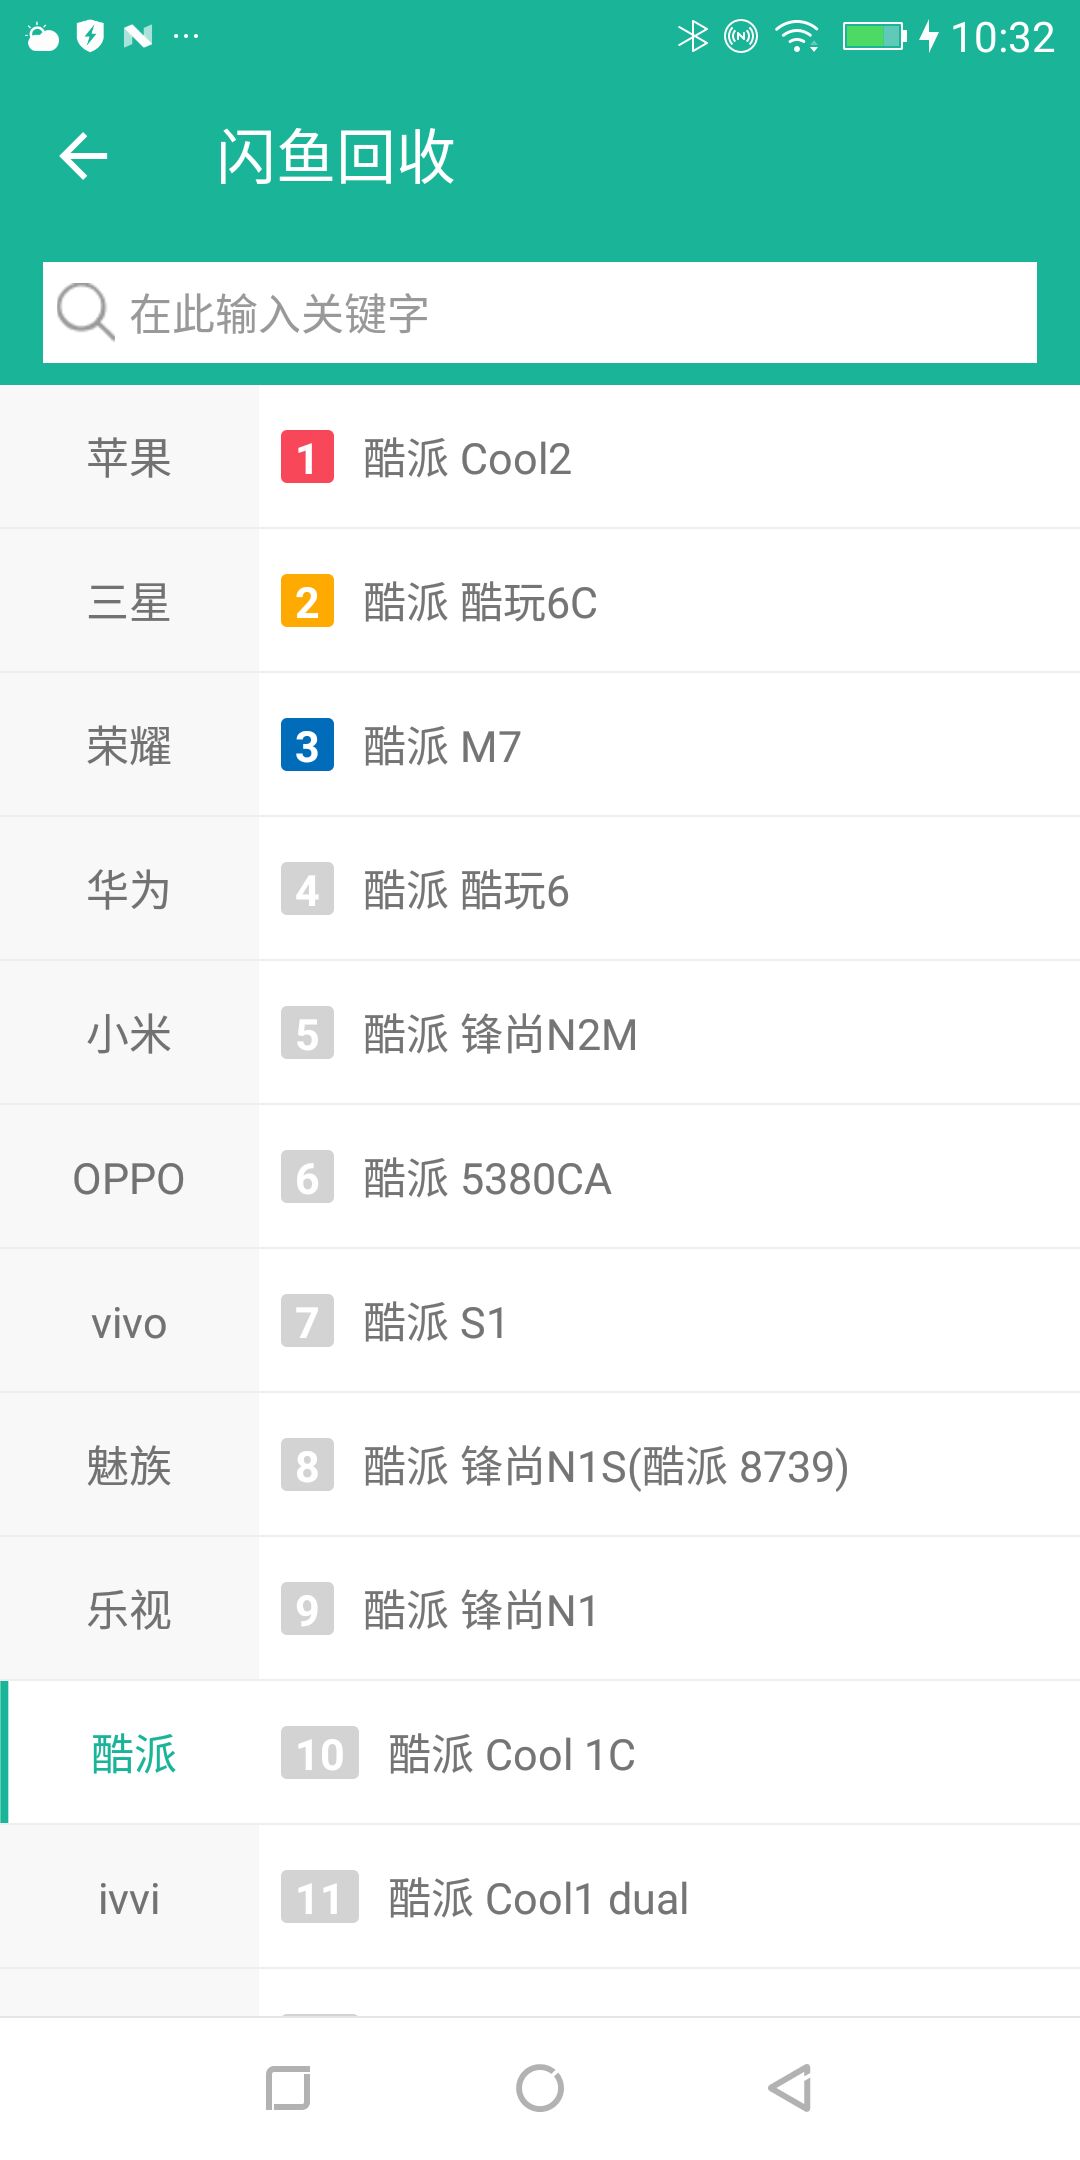 10:32
闪鱼回收
在此输入关键字
苹果
1 酷派 Cool2
三星
2 酷派 酷玩6C
荣耀
3 酷派 M7
华为
4 酷派 酷玩6
小米
5 酷派 锋尚N2M
OPPO
6 酷派 5380CA
vivo
7 酷派 S1
魅族
8 酷派 锋尚N1S(酷派 8739)
乐视
9 酷派 锋尚N1
酷派
10 酷派 Cool 1C
ivvi
11 酷派 Cool1 dual